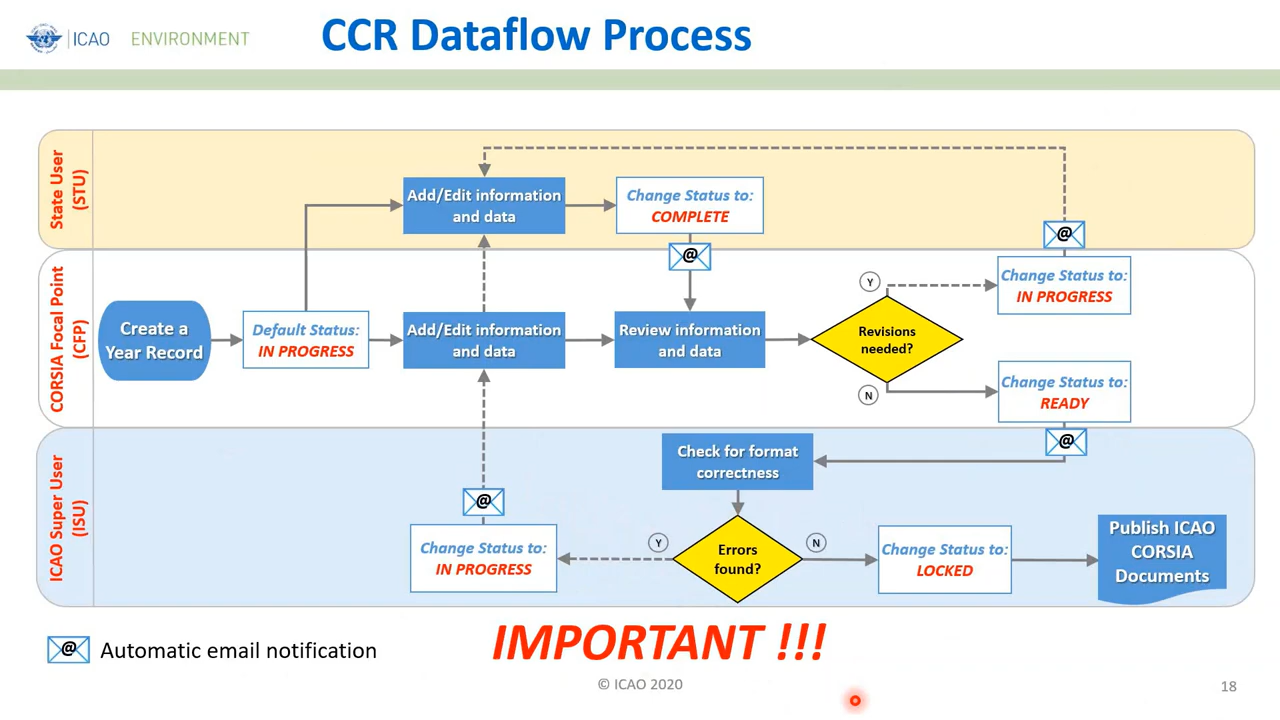 ICAO ENVIRONMENT
CCR Dataflow Process
State User
(STU)
Add/Edit information
and data
Change Status to:
COMPLETE
@
@
CORSIA Focal Point
(CFP)
Create a
Year Record
Default Status:
IN PROGRESS
Add/Edit information
and data
Review information
and data
Revisions
needed?
Y
N
Change Status to:
IN PROGRESS
Change Status to:
READY
@
ICAO Super User
(ISU)
Check for format
correctness
@
Change Status to:
IN PROGRESS
Y
Errors
found?
N
Change Status to:
LOCKED
Publish ICAO
CORSIA
Documents
@ Automatic email notification
IMPORTANT !!!
© ICAO 2020
18